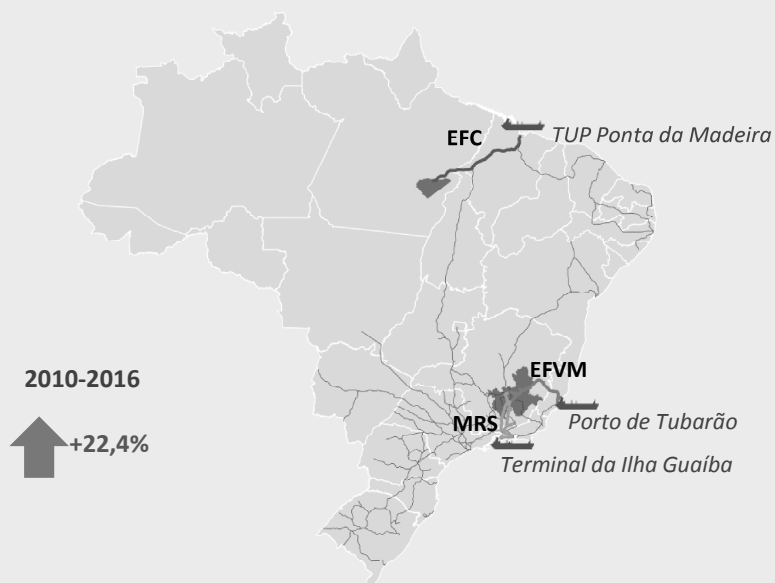 EFC
TUP Ponta da Madeira
EFVM
2010-2016
MRS
Porto de Tubarão
+22,4%
Terminal da Ilha Guaíba